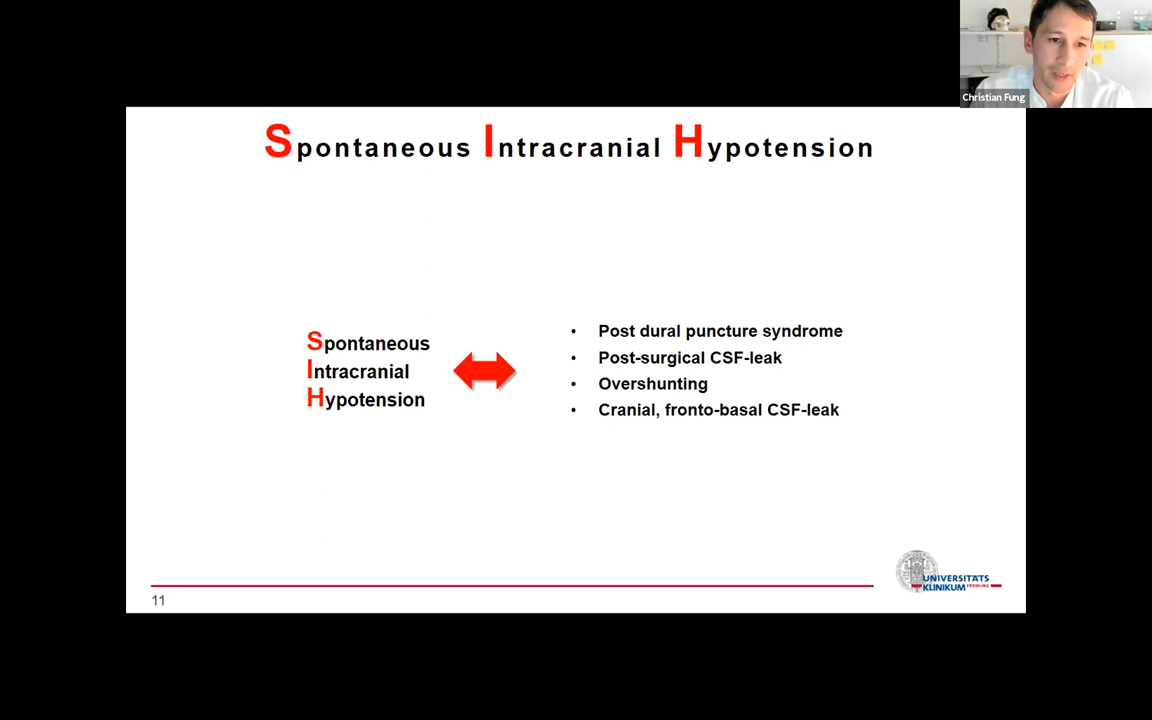 Christian Fung
Spontaneous Intracranial Hypotension
Spontaneous
Intracranial
Hypotension
• Post dural puncture syndrome
• Post-surgical CSF-leak
• Overshunting
• Cranial, fronto-basal CSF-leak
UNIVERSITÄTS
KLINIKUM FREIBURG
11